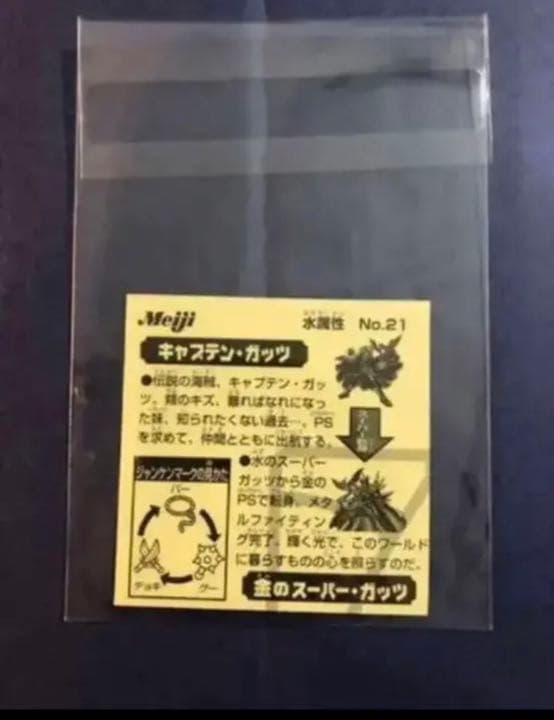 Meiji
水属性 No.21
キャプテン・ガッツ
●伝説の海賊、キャプテン・ガッ
ツ。頬のキズ、離ればなれになっ
た妹、知られたくない過去…。PS
を求めて、仲間とともに出航する。
●水のスーパー
ガッツから金の
PSで転身、メタ
ルファイティン
グ完了。輝く光で、このワールド
に暮らすものの心を照らすのだ。
ジャンケンマークの見かた
パー
チョキ
グー
金のスーパー・ガッツ